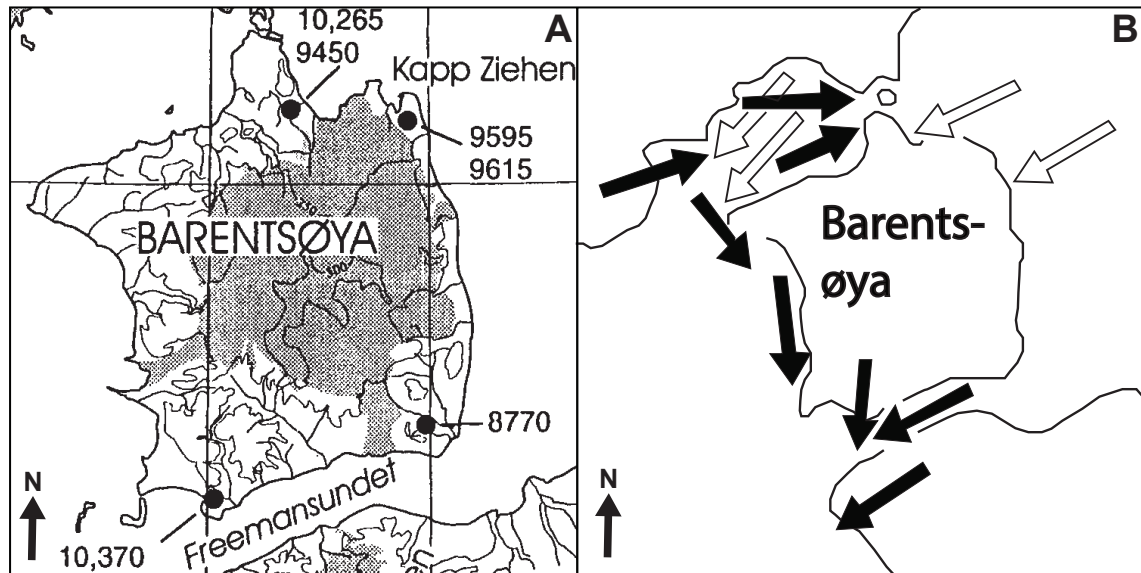 A
10,265
9450
Kapp Ziehen
9595
9615
BARENTSØYA
8770
Freemansundet
10,370
N
B
Barents-
øya
N